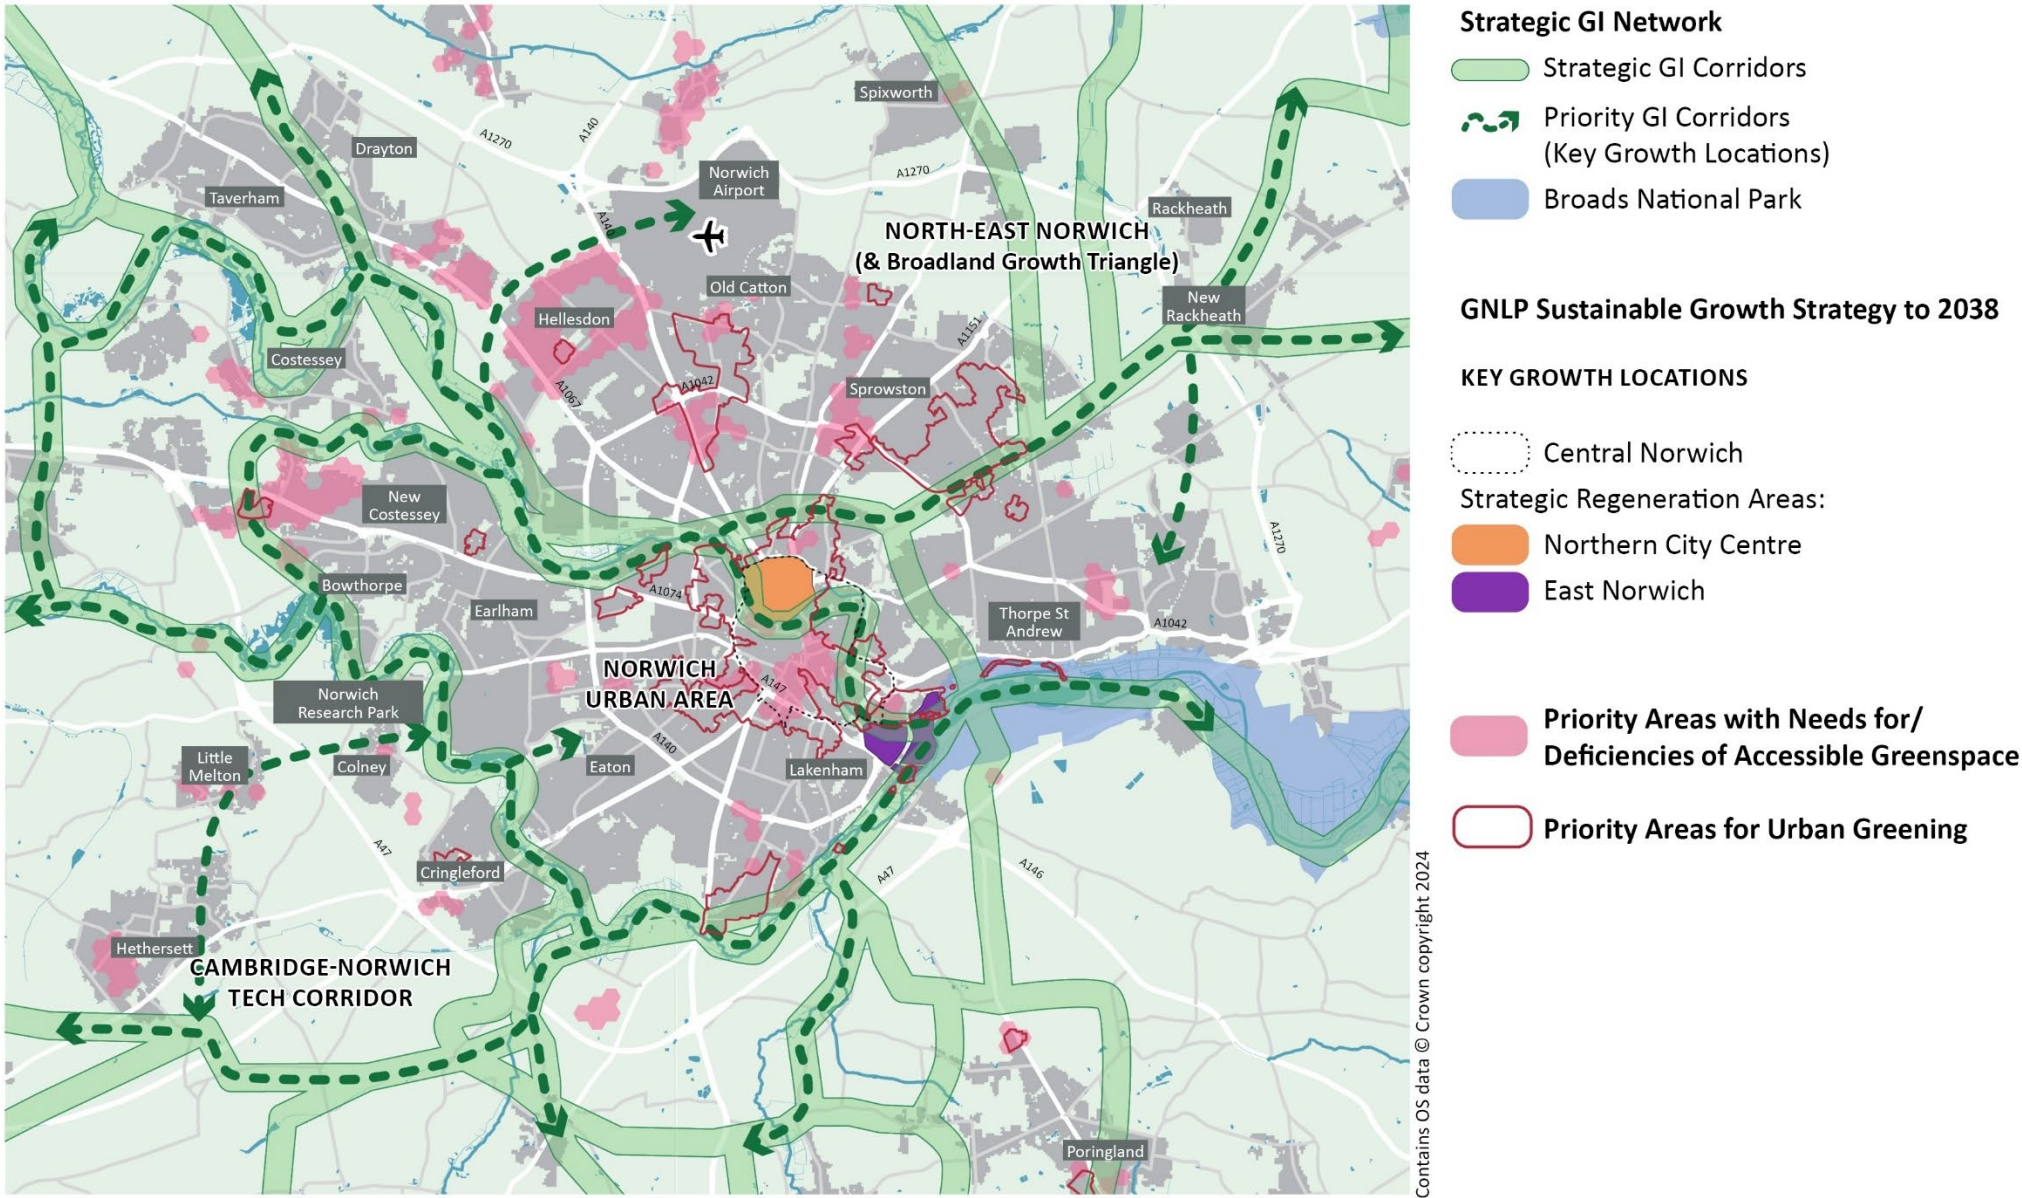 Spixworth
Drayton
A1270
A140
Norwich
Airport
A1270
Taverham
Rackheath
A140
NORTH-EAST NORWICH
(& Broadland Growth Triangle)
Old Catton
New
Rackheath
Hellesdon
A1151
Costessey
A1042
A1067
Sprowston
New
Costessey
A1270
Bowthorpe
A1074
Earlham
Thorpe St
Andrew
A1042
NORWICH
URBAN AREA
A147
Norwich
Research Park
A140
Little
Melton
Colney
Eaton
Lakenham
A47
Cringleford
A47
A146
Hethersett
CAMBRIDGE-NORWICH
TECH CORRIDOR
Poringland
Contains OS data © Crown copyright 2024
Strategic GI Network
Strategic GI Corridors
Priority GI Corridors
(Key Growth Locations)
Broads National Park
GNLP Sustainable Growth Strategy to 2038
KEY GROWTH LOCATIONS
Central Norwich
Strategic Regeneration Areas:
Northern City Centre
East Norwich
Priority Areas with Needs for/
Deficiencies of Accessible Greenspace
Priority Areas for Urban Greening